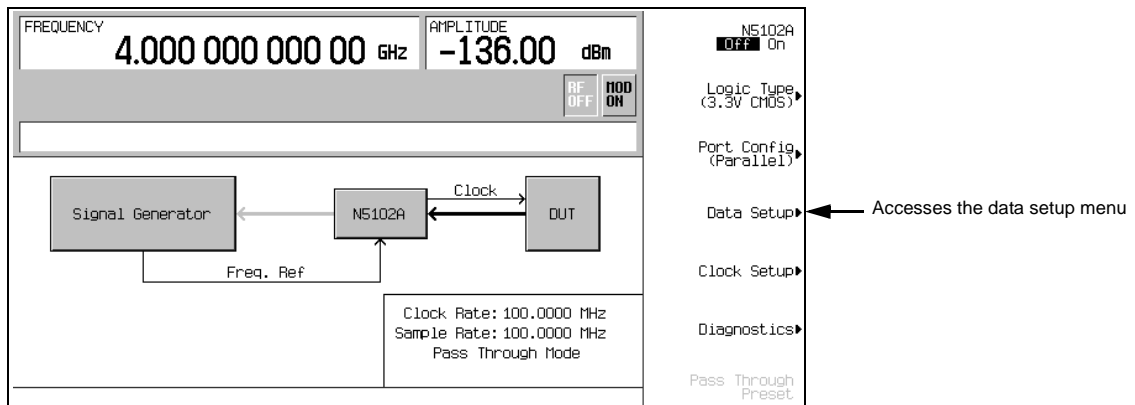 FREQUENCY
4.000 000 000 00 GHz
AMPLITUDE
-136.00 dBm
RF
OFF
MOD
ON
Signal Generator
N5102A
Clock
DUT
Freq. Ref
Clock Rate: 100.0000 MHz
Sample Rate: 100.0000 MHz
Pass Through Mode
N5102A
Off On
Logic Type
(3.3V CMOS)
Port Config
(Parallel)
Data Setup
Clock Setup
Diagnostics
Pass Through
Preset
Accesses the data setup menu